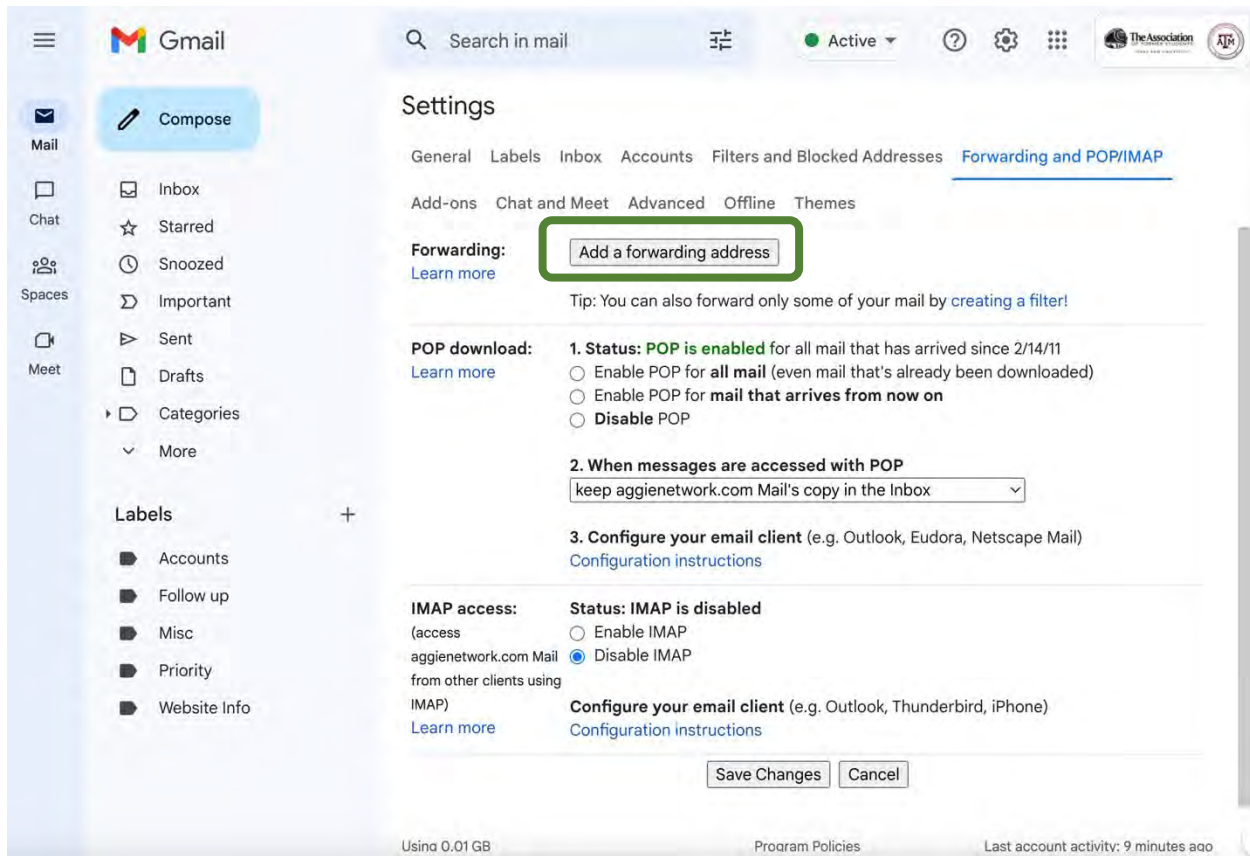 Gmail
Search in mail
Active
The Association
ATM
Mail
Chat
Spaces
Meet
Compose
Inbox
Starred
Snoozed
Important
Sent
Drafts
Categories
More
Labels +
Accounts
Follow up
Misc
Priority
Website Info
Settings
General Labels Inbox Accounts Filters and Blocked Addresses Forwarding and POP/IMAP
Add-ons Chat and Meet Advanced Offline Themes
Forwarding: Add a forwarding address
Learn more
Tip: You can also forward only some of your mail by creating a filter!
POP download: 1. Status: POP is enabled for all mail that has arrived since 2/14/11
Learn more Enable POP for all mail (even mail that's already been downloaded)
Enable POP for mail that arrives from now on
Disable POP
2. When messages are accessed with POP
keep aggienetwork.com Mail's copy in the Inbox
3. Configure your email client (e.g. Outlook, Eudora, Netscape Mail)
Configuration instructions
IMAP access: Status: IMAP is disabled
(access Enable IMAP
aggienetwork.com Mail Disable IMAP
from other clients using
IMAP) Configure your email client (e.g. Outlook, Thunderbird, iPhone)
Learn more Configuration instructions
Save Changes Cancel
Using 0.01 GB Program Policies Last account activity: 9 minutes ago